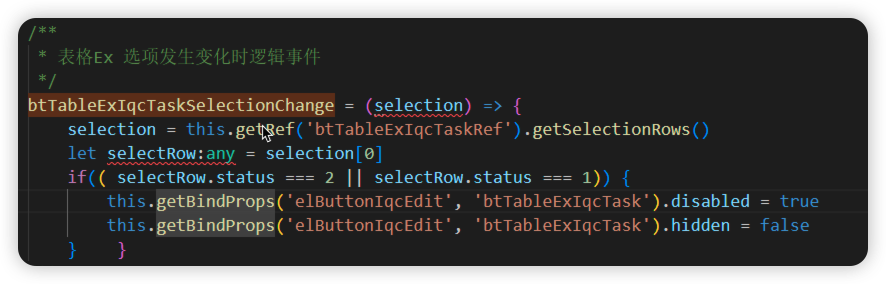 /**
 * 表格Ex 选项发生变化时逻辑事件
 */
btTableExIqcTaskSelectionChange = (selection) => {
    selection = this.getRef('btTableExIqcTaskRef').getSelectionRows()
    let selectRow:any = selection[0]
    if(( selectRow.status === 2 || selectRow.status === 1)) {
        this.getBindProps('elButtonIqcEdit', 'btTableExIqcTask').disabled = true
        this.getBindProps('elButtonIqcEdit', 'btTableExIqcTask').hidden = false
    }    }